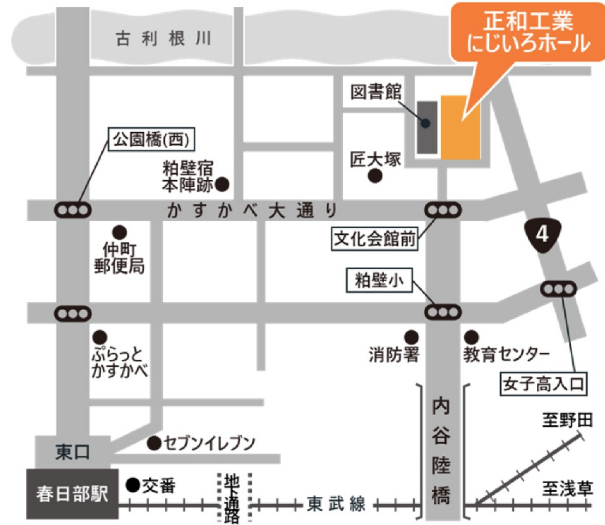 正和工業
にじいろホール
古利根川
図書館
公園橋(西)
粕壁宿
本陣跡
匠大塚
かすかべ大通り
文化会館前
4
仲町
郵便局
粕壁小
ぷらっと
かすかべ
消防署
教育センター
女子高入口
内谷陸橋
東口
セブンイレブン
至野田
春日部駅
交番
地下通路
東武線
至浅草